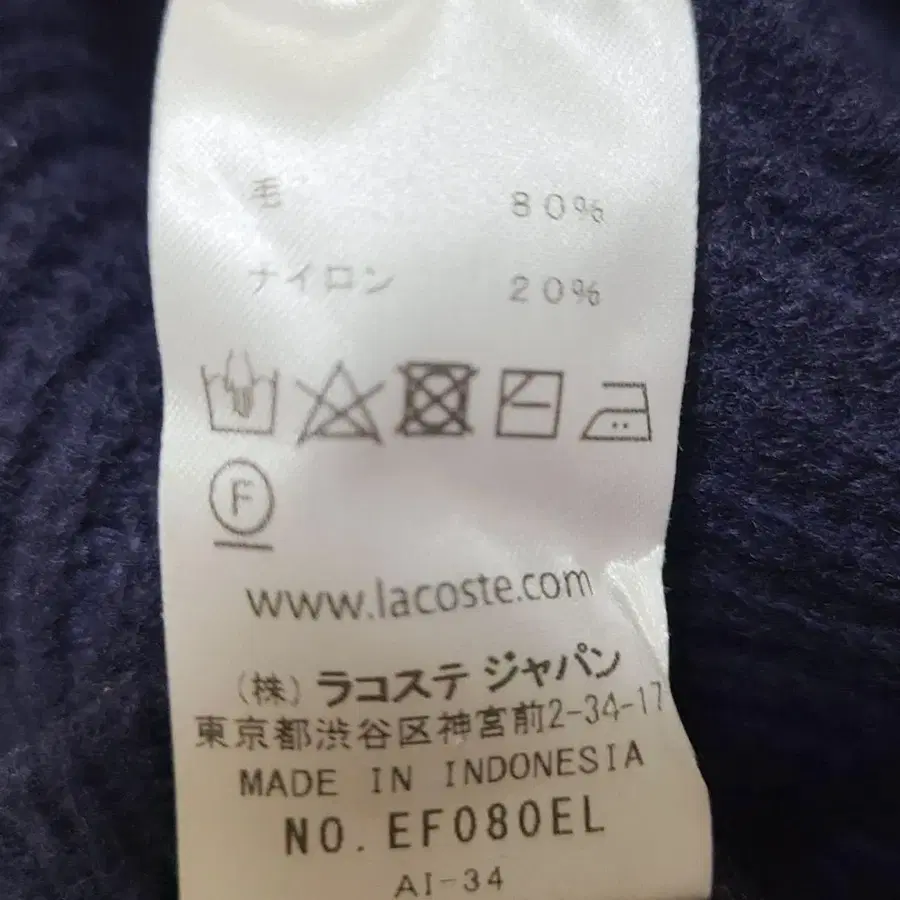 毛 80%
ナイロン 20%
F
www.lacoste.com
(株) ラコステ ジャパン
東京都渋谷区神宮前2-34-17
MADE IN INDONESIA
NO. EF080EL
AI-34